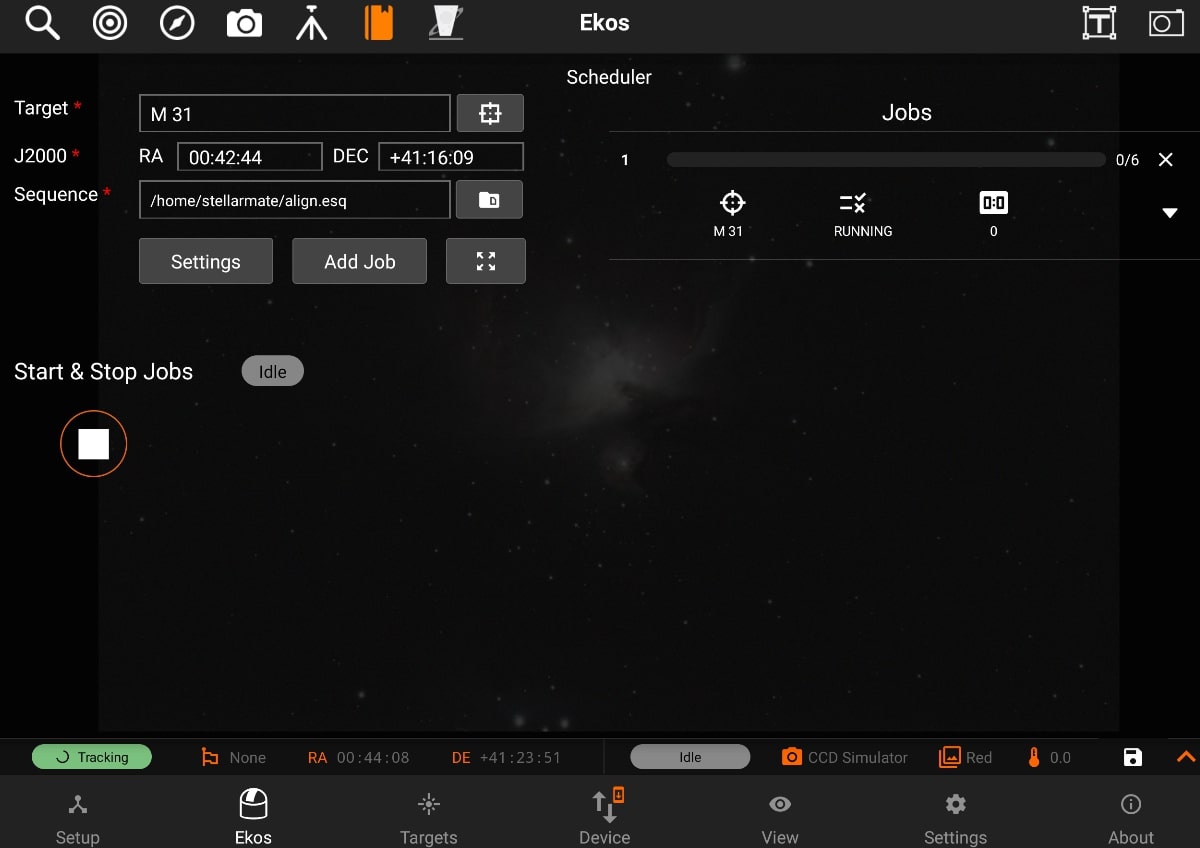 Ekos
T
Scheduler
Target *
M 31
J2000 *
RA
00:42:44
DEC
+41:16:09
Sequence *
/home/stellarmate/align.esq
Settings
Add Job
Jobs
1
0/6
M 31
RUNNING
0:0
0
Start & Stop Jobs
Idle
Tracking
None
RA 00:44:08
DE +41:23:51
Idle
CCD Simulator
Red
0.0
Setup
Ekos
Targets
Device
View
Settings
About